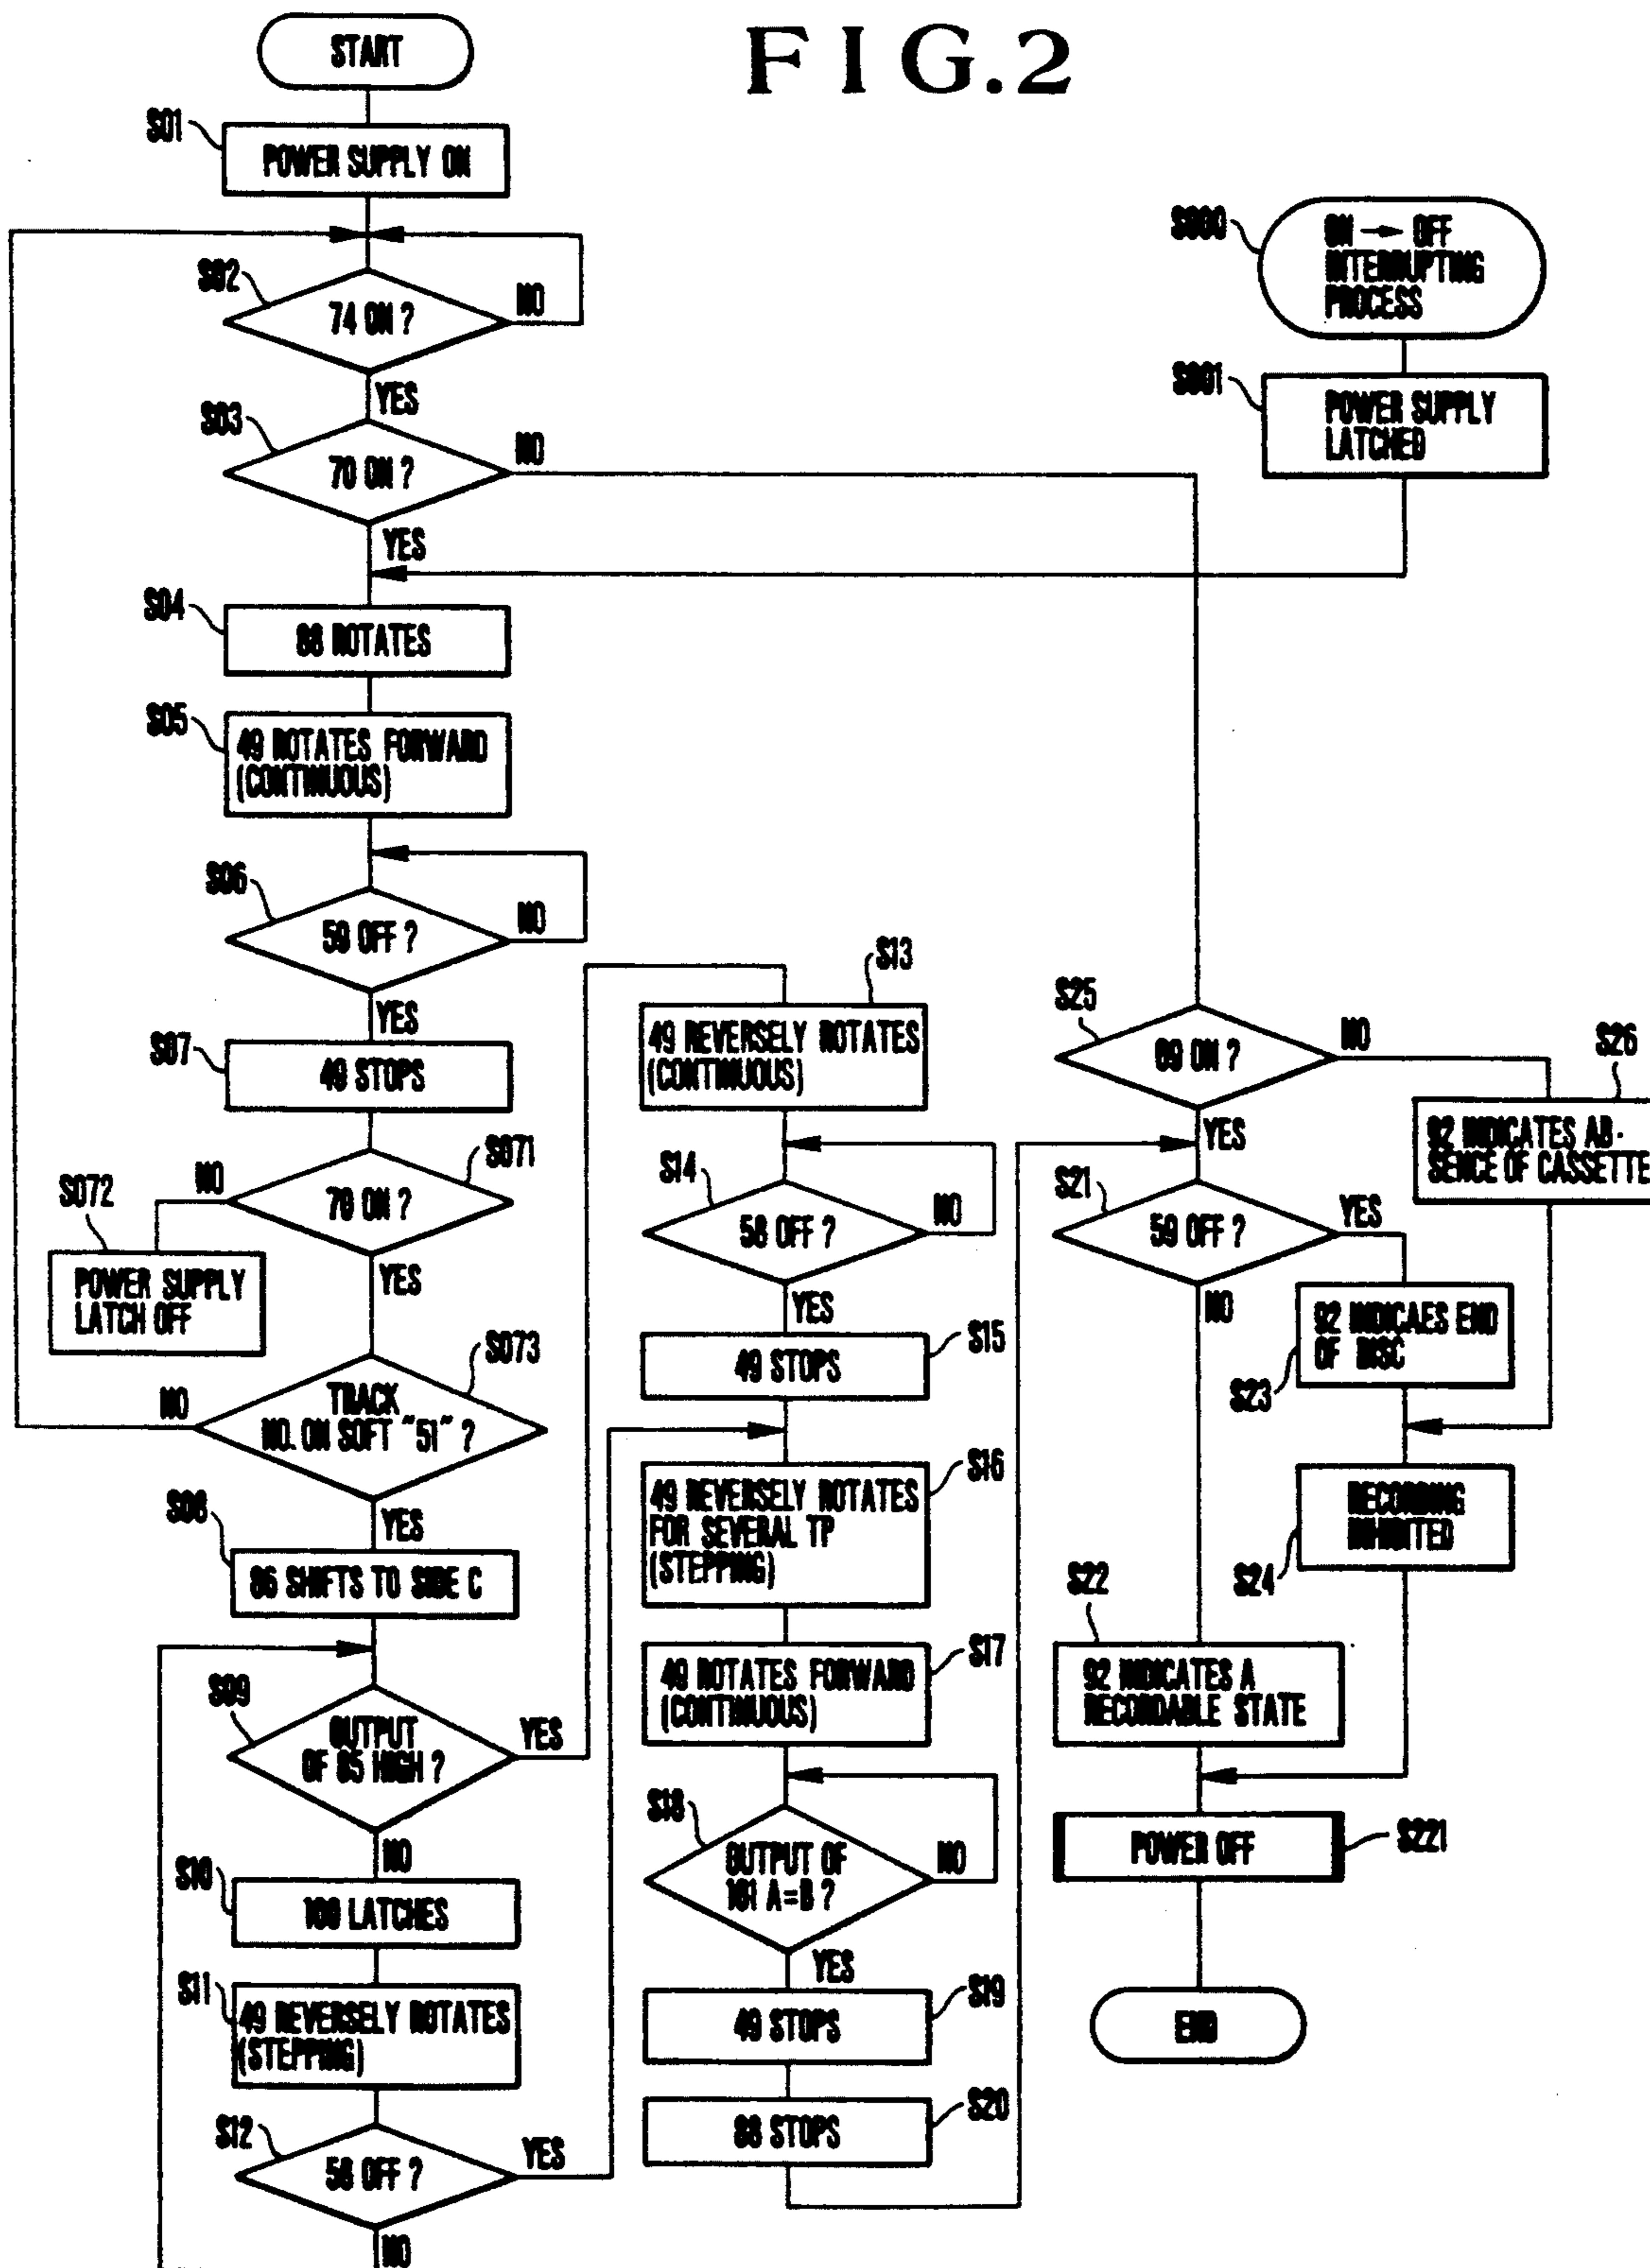 FIG.2
START
S01
POWER SUPPLY ON
S02
74 ON ?
NO
YES
S03
70 ON ?
NO
YES
ON → OFF
INTERRUPTING
PROCESS
POWER SUPPLY
LATCHED
S04
88 ROTATES
S05
49 ROTATES FORWARD
(CONTINUOUS)
S06
59 OFF ?
NO
YES
S07
49 STOPS
S071
70 ON ?
NO
YES
S072
POWER SUPPLY
LATCH OFF
S073
TRACK
NO. ON SOFT "51" ?
NO
YES
S08
86 SHIFTS TO SIDE C
S09
OUTPUT
OF 85 HIGH ?
YES
NO
S10
100 LATCHES
S11
49 REVERSELY ROTATES
(STEPPING)
S12
58 OFF ?
YES
NO
S13
49 REVERSELY ROTATES
(CONTINUOUS)
S14
58 OFF ?
NO
YES
S15
49 STOPS
S16
49 REVERSELY ROTATES
FOR SEVERAL TP
(STEPPING)
S17
49 ROTATES FORWARD
(CONTINUOUS)
S18
OUTPUT OF
101 A=B ?
NO
YES
S19
49 STOPS
S20
88 STOPS
S25
69 ON ?
NO
YES
S26
92 INDICATES AB-
SENCE OF CASSETTE
S21
59 OFF ?
YES
NO
S23
92 INDICAES END
OF DISC
S24
RECORDING
INHIBITED
S22
92 INDICATES A
RECORDABLE STATE
S221
POWER OFF
END